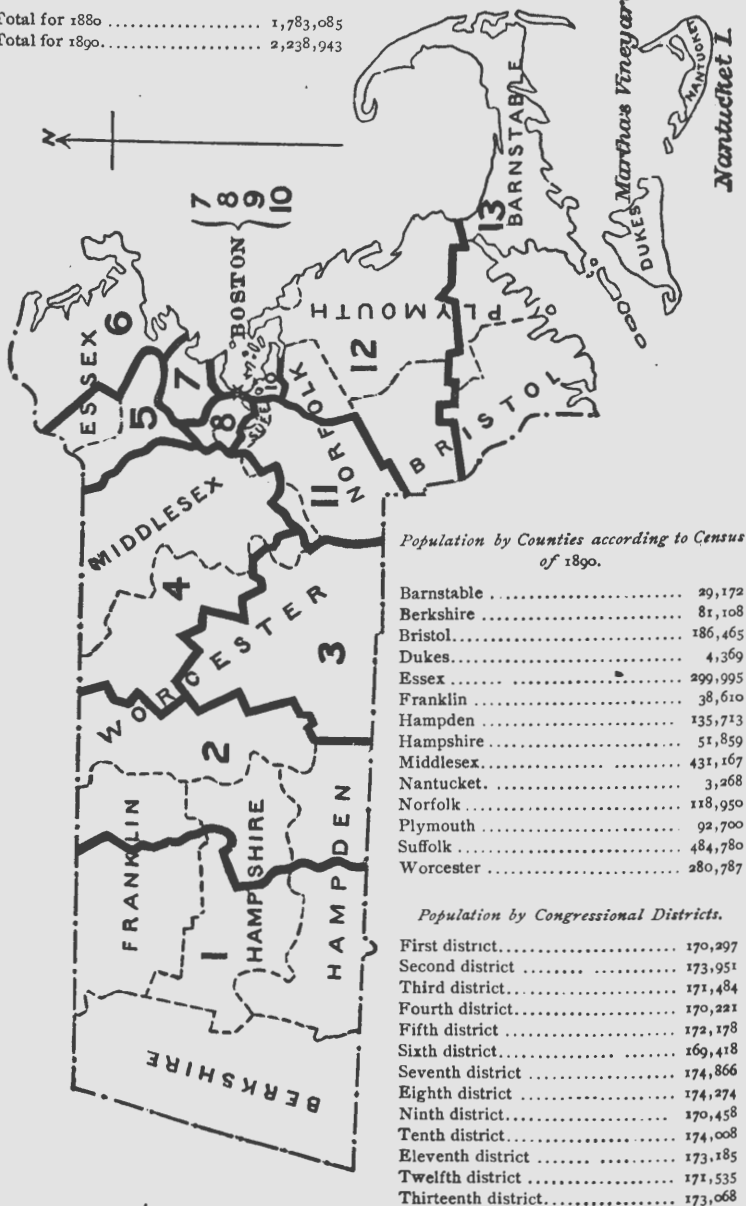 Total for 1880 .................... 1,783,085
Total for 1890 .................... 2,238,943
N
BARNSTABLE
Martha's Vineyar
NANTUCKET
Nantucket I.
DUKES
7
8
9
10
BOSTON
13
PLYMOUTH
ESSEX
6
7
12
5
8
10
SUFF
NORFOLK
BRISTOL
11
MIDDLESEX
4
WORCESTER
3
2
FRANKLIN
HAMPSHIRE
HAMPDEN
1
BERKSHIRE
Population by Counties according to Census
of 1890.
Barnstable .................... 29,172
Berkshire .................... 81,108
Bristol .................... 186,465
Dukes .................... 4,369
Essex .................... 299,995
Franklin .................... 38,610
Hampden .................... 135,713
Hampshire .................... 51,859
Middlesex .................... 431,167
Nantucket. .................... 3,268
Norfolk .................... 118,950
Plymouth .................... 92,700
Suffolk .................... 484,780
Worcester .................... 280,787
Population by Congressional Districts.
First district .................... 170,297
Second district .................... 173,951
Third district .................... 171,484
Fourth district .................... 170,221
Fifth district .................... 172,178
Sixth district .................... 169,418
Seventh district .................... 174,866
Eighth district .................... 174,274
Ninth district .................... 170,458
Tenth district .................... 174,008
Eleventh district .................... 173,185
Twelfth district .................... 171,535
Thirteenth district .................... 173,068